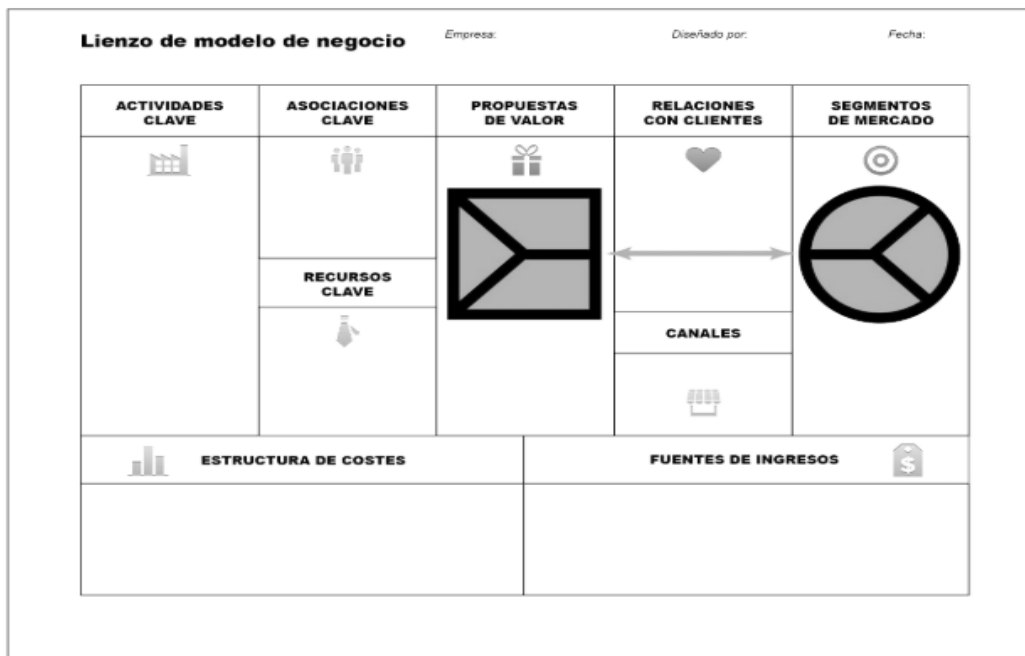 Lienzo de modelo de negocio
Empresa:
Diseñado por:
Fecha:
ACTIVIDADES
CLAVE
ASOCIACIONES
CLAVE
PROPUESTAS
DE VALOR
RELACIONES
CON CLIENTES
SEGMENTOS
DE MERCADO
RECURSOS
CLAVE
CANALES
ESTRUCTURA DE COSTES
FUENTES DE INGRESOS
$